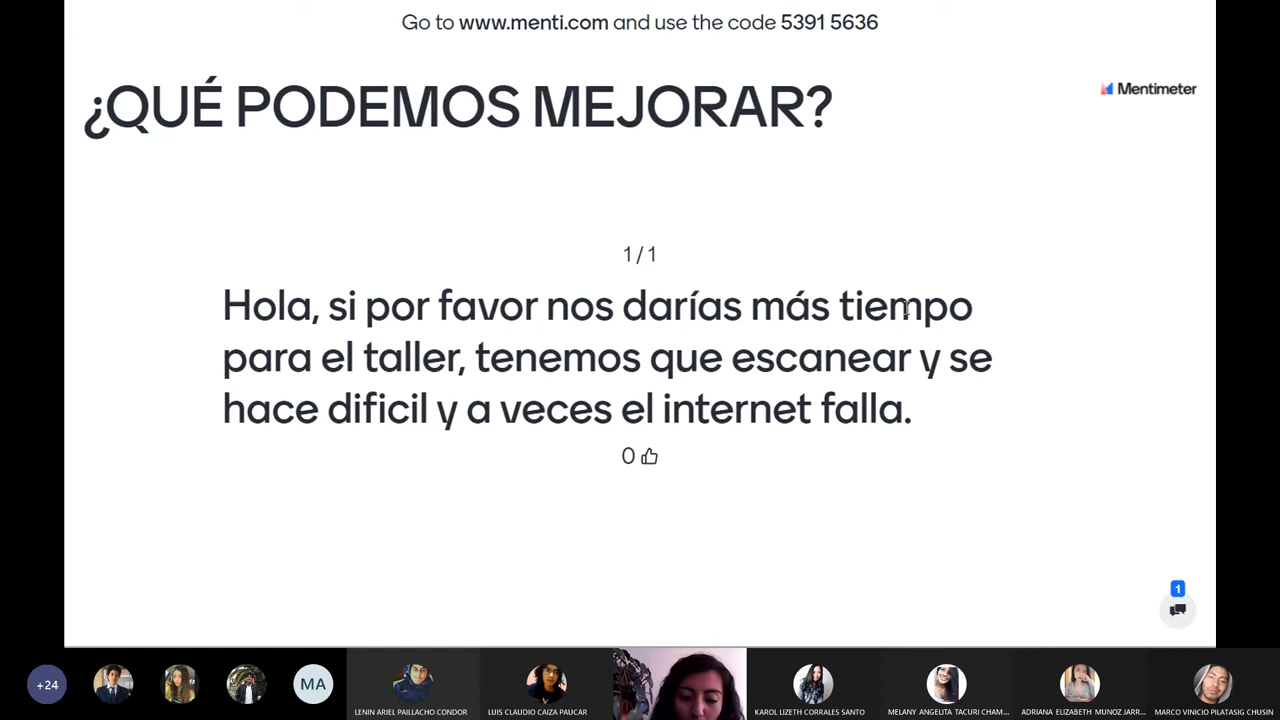 Go to www.menti.com and use the code 5391 5636
¿QUÉ PODEMOS MEJORAR?
Mentimeter
1 / 1
Hola, si por favor nos darías más tiempo
para el taller, tenemos que escanear y se
hace dificil y a veces el internet falla.
0
1
+24
MA
LENIN ARIEL PAILLACHO CONDOR
LUIS CLAUDIO CAIZA PAUCAR
KAROL LIZETH CORRALES SANTO
MELANY ANGELITA TACURI CHAM...
ADRIANA ELIZABETH MUNOZ JARR...
MARCO VINICIO PILATASIG CHUSIN